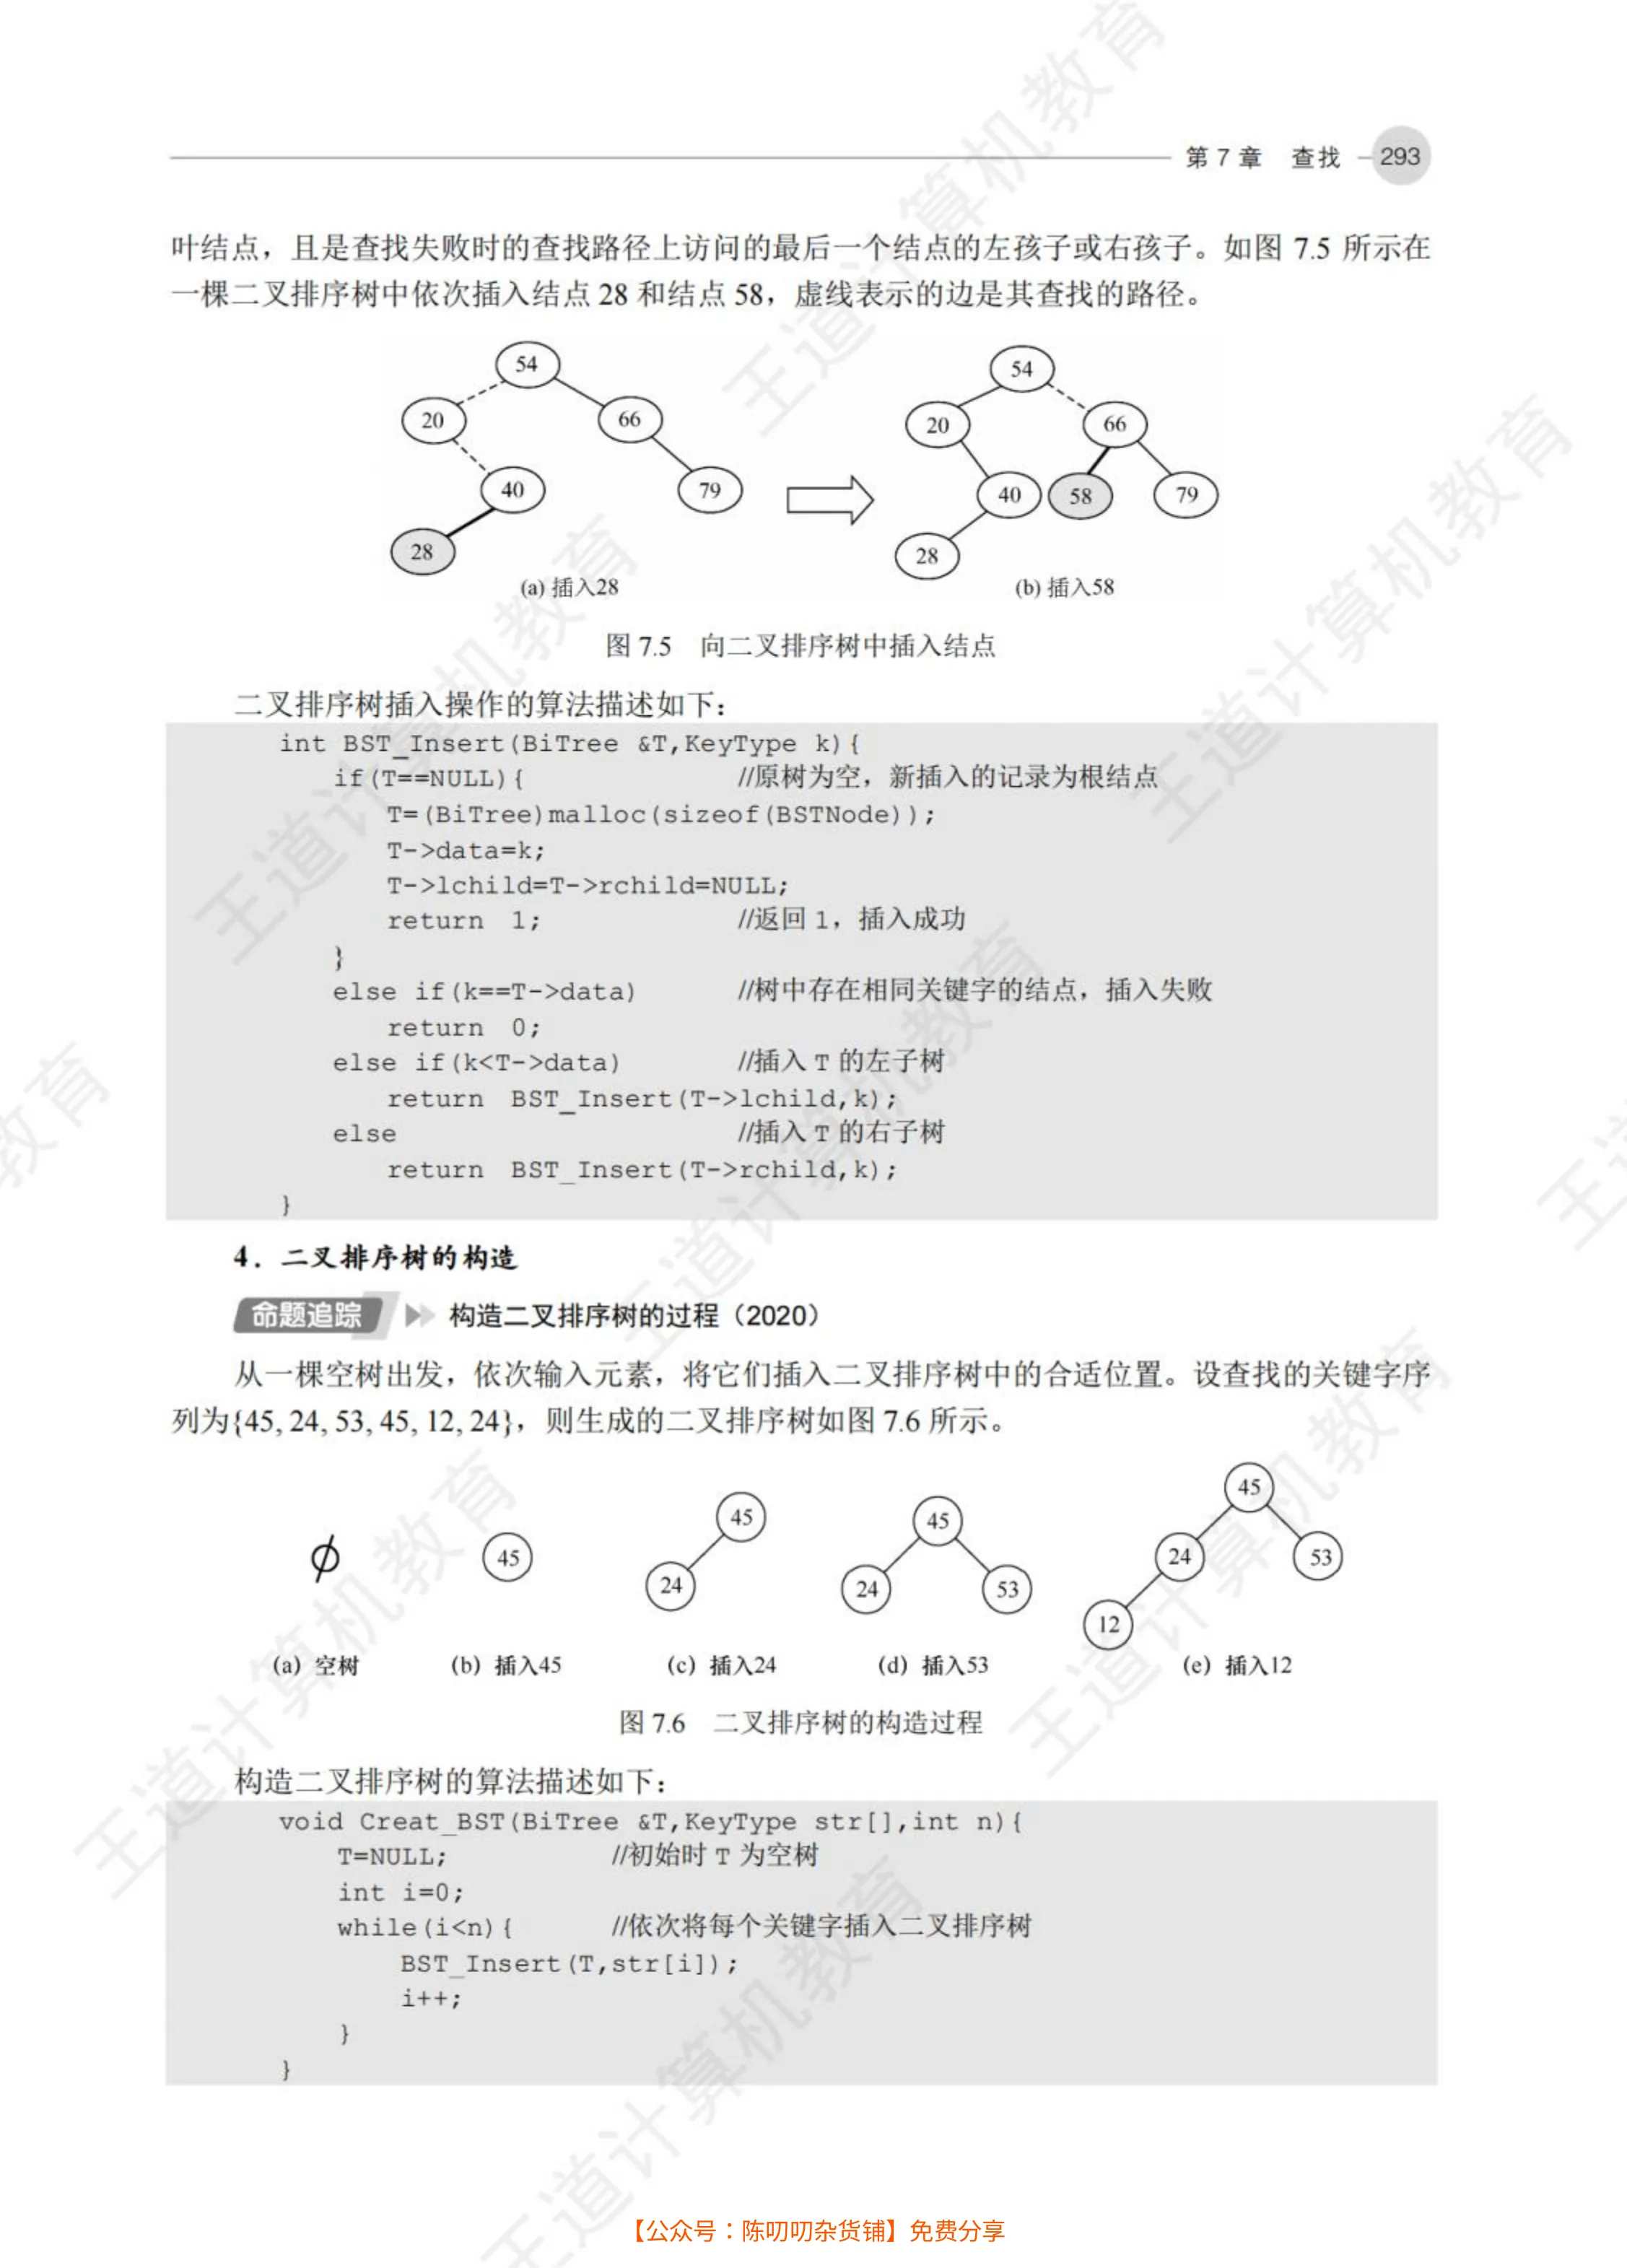 第 7 章 查找 293
叶结点，且是查找失败时的查找路径上访问的最后一个结点的左孩子或右孩子。如图 7.5 所示在
一棵二叉排序树中依次插入结点 28 和结点 58，虚线表示的边是其查找的路径。
54
20
66
40
79
28
(a) 插入28
54
20
66
40
58
79
28
(b) 插入58
图 7.5 向二叉排序树中插入结点
二叉排序树插入操作的算法描述如下：
int BST_Insert(BiTree &T,KeyType k){
if(T==NULL){ //原树为空，新插入的记录为根结点
T=(BiTree)malloc(sizeof(BSTNode));
T->data=k;
T->lchild=T->rchild=NULL;
return 1; //返回 1，插入成功
}
else if(k==T->data) //树中存在相同关键字的结点，插入失败
return 0;
else if(k<T->data) //插入 T 的左子树
return BST_Insert(T->lchild,k);
else //插入 T 的右子树
return BST_Insert(T->rchild,k);
}
4．二叉排序树的构造
命题追踪 构造二叉排序树的过程（2020）
从一棵空树出发，依次输入元素，将它们插入二叉排序树中的合适位置。设查找的关键字序
列为{45, 24, 53, 45, 12, 24}，则生成的二叉排序树如图 7.6 所示。
ϕ
45
45
24
45
24
53
45
24
53
12
(a) 空树 (b) 插入45 (c) 插入24 (d) 插入53 (e) 插入12
图 7.6 二叉排序树的构造过程
构造二叉排序树的算法描述如下：
void Creat_BST(BiTree &T,KeyType str[],int n){
T=NULL; //初始时 T 为空树
int i=0;
while(i<n){ //依次将每个关键字插入二叉排序树
BST_Insert(T,str[i]);
i++;
}
}
王道计算机教育
【公众号：陈叨叨杂货铺】免费分享